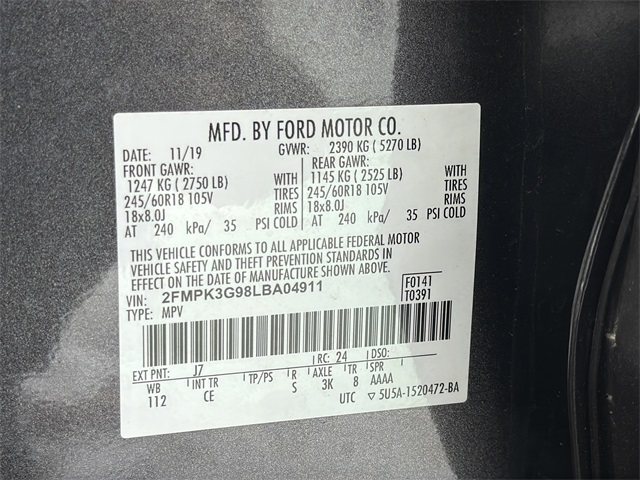 MFD. BY FORD MOTOR CO.
DATE: 11/19 GVWR: 2390 KG ( 5270 LB)
FRONT GAWR: REAR GAWR:
1247 KG ( 2750 LB) WITH 1145 KG ( 2525 LB) WITH
245/60R18 105V TIRES 245/60R18 105V TIRES
18x8.0J RIMS 18x8.0J RIMS
AT 240 kPa/ 35 PSI COLD AT 240 kPa/ 35 PSI COLD
THIS VEHICLE CONFORMS TO ALL APPLICABLE FEDERAL MOTOR
VEHICLE SAFETY AND THEFT PREVENTION STANDARDS IN
EFFECT ON THE DATE OF MANUFACTURE SHOWN ABOVE.
VIN: 2FMPK3G98LBA04911 F0141
TYPE: MPV T0391
EXT PNT: J7 RC: 24 DSO:
WB INT TR TP/PS R AXLE TR SPR
112 CE S 3K 8 AAAA
UTC ▽ 5U5A-1520472-BA